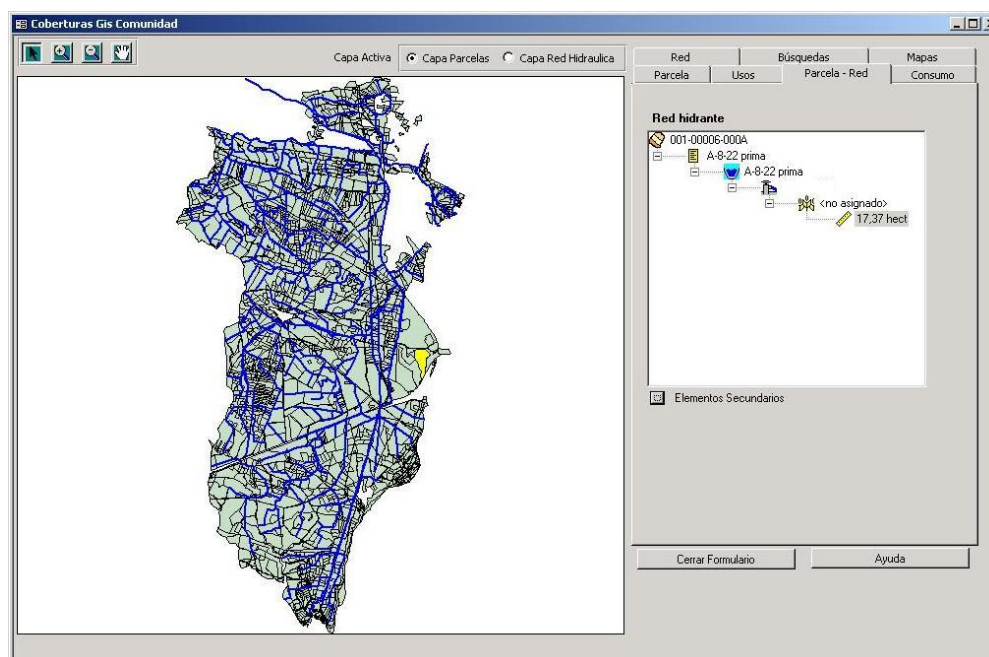 Coberturas Gis Comunidad
Capa Activa
Capa Parcelas
Capa Red Hidraulica
Red
Búsquedas
Mapas
Parcela
Usos
Parcela - Red
Consumo
Red hidrante
001-00006-000A
A-8-22 prima
A-8-22 prima
<no asignado>
17,37 hect
Elementos Secundarios
Cerrar Formulario
Ayuda